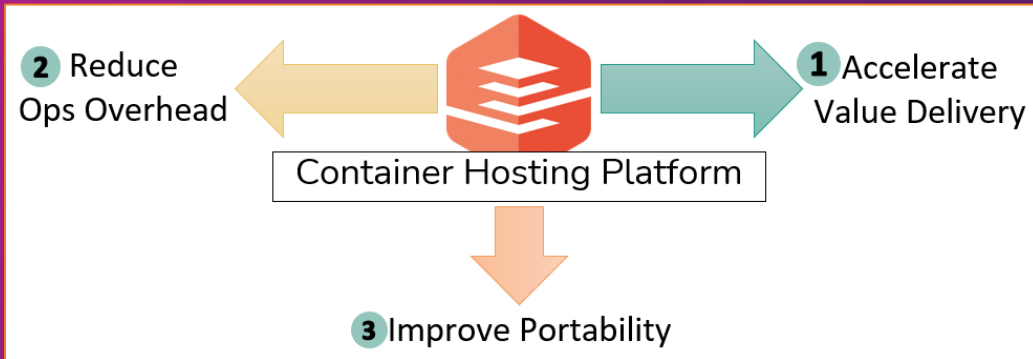 2 Reduce
Ops Overhead
1 Accelerate
Value Delivery
Container Hosting Platform
3 Improve Portability